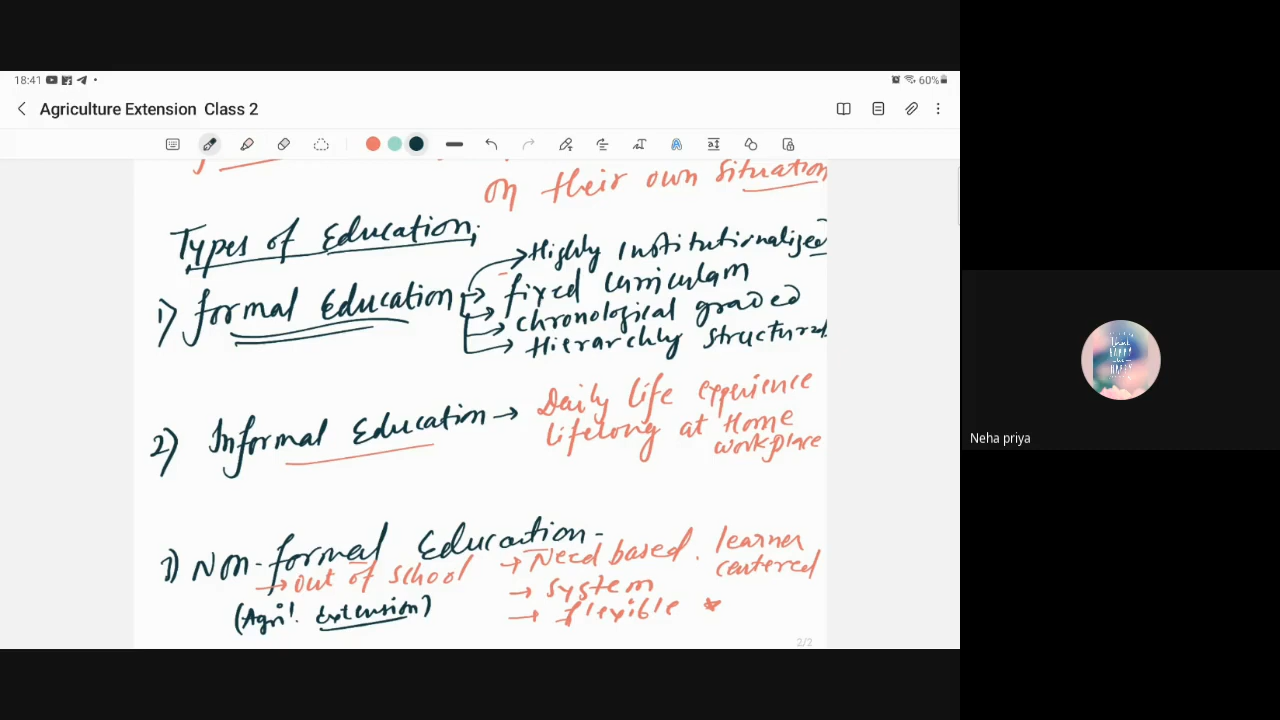 18:41
60%
Agriculture Extension Class 2
on their own situation
Types of Education;
→ Highly Institutionalized
1) formal Education → fixed curriculam
→ chronological graded
→ Hierarchly structured
2) Informal Education → Daily life experience
lifelong at Home
workplace
3) Non-formal Education -
→ out of school → Need based. learner centered
→ system
(Agri. Extension) → flexible *
2/2
Neha priya